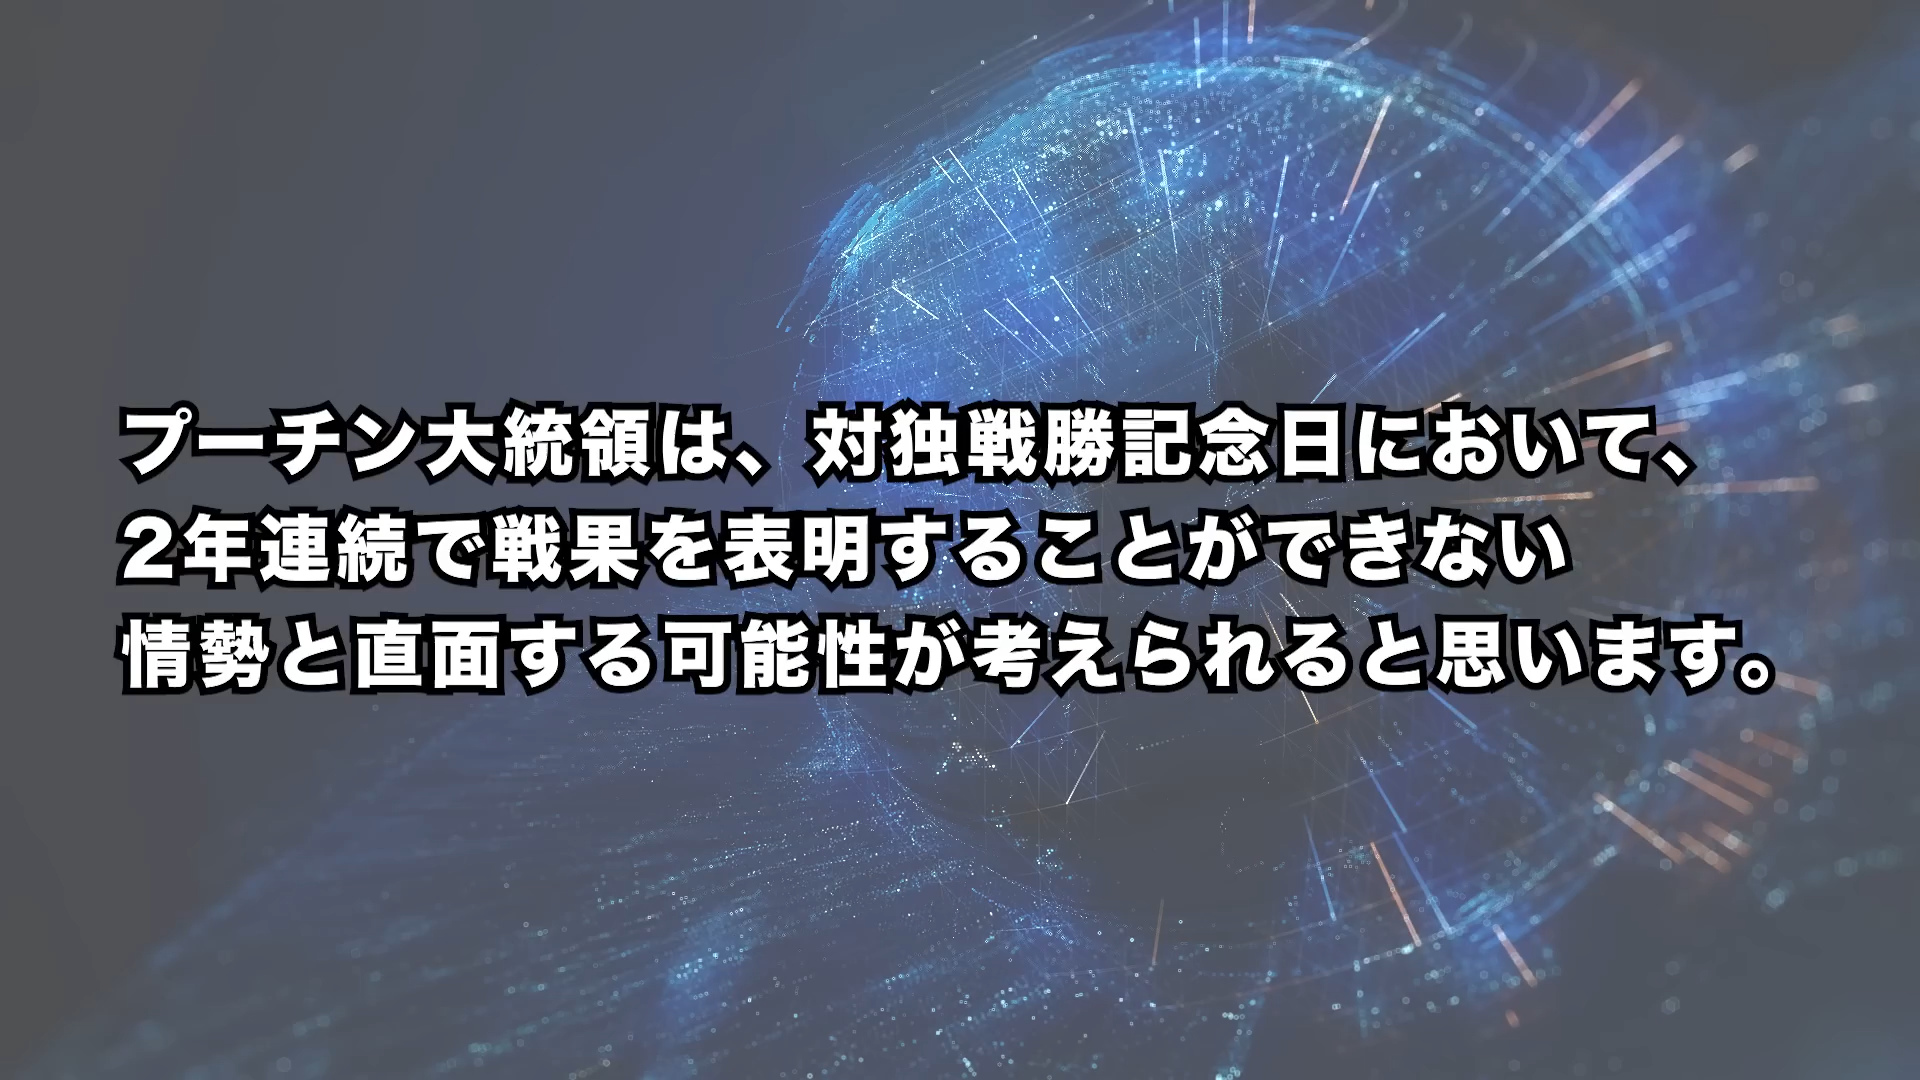 プーチン大統領は、対独戦勝記念日において、
2年連続で戦果を表明することができない
情勢と直面する可能性が考えられると思います。